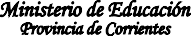 Ministerio de Educación
Provincia de Corrientes